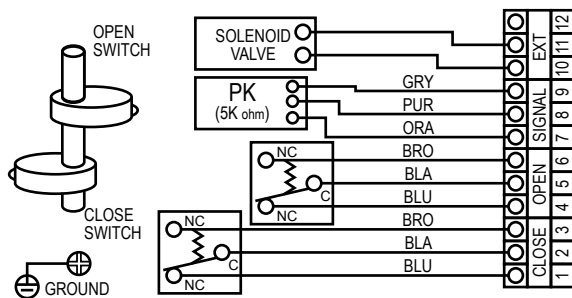 OPEN
SWITCH
CLOSE
SWITCH
GROUND
SOLENOID
VALVE
PK
(5K ohm)
GRY
PUR
ORA
NC
C
NC
BRO
BLA
BLU
NC
C
NC
BRO
BLA
BLU
12
11
10
EXT
9
8
7
SIGNAL
6
5
4
OPEN
3
2
1
CLOSE